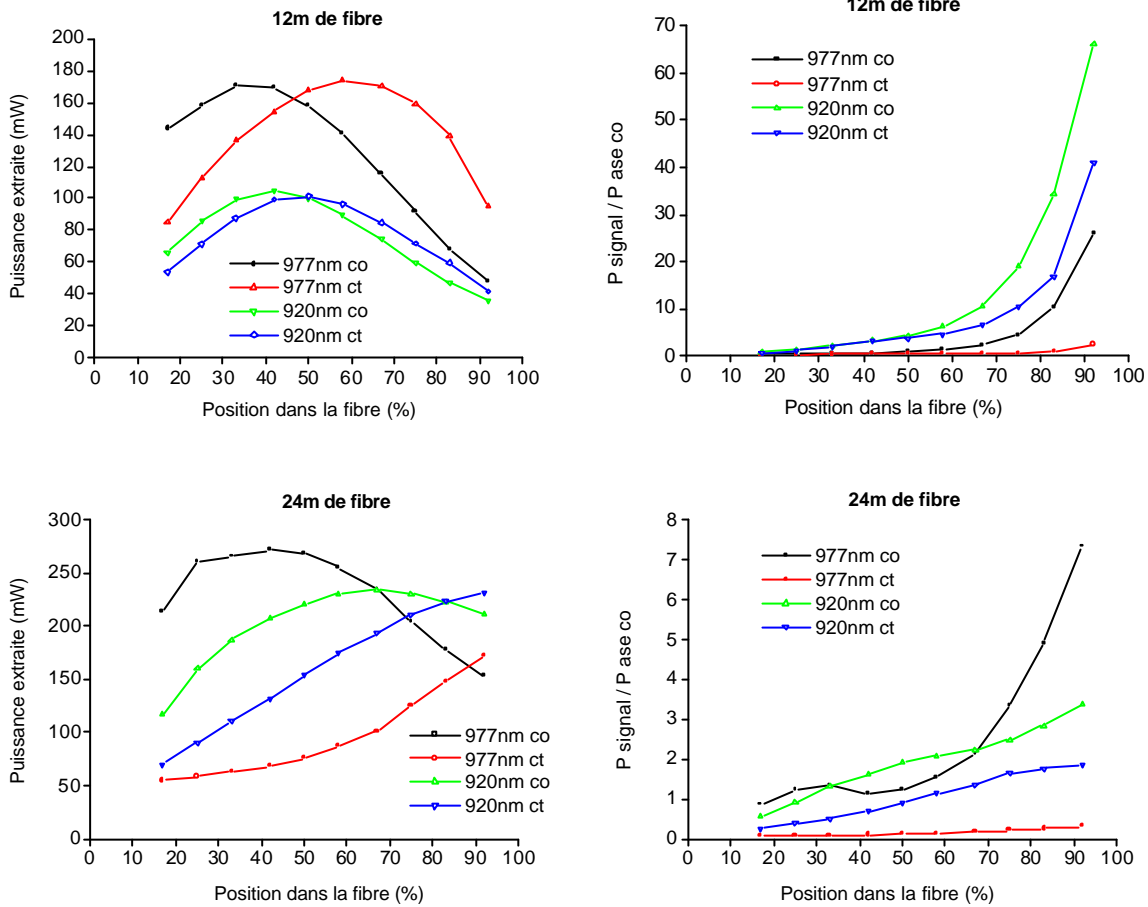 12m de fibre
200
180
160
140
120
100
80
60
40
20
0
Puissance extraite (mW)
977nm co
977nm ct
920nm co
920nm ct
0 10 20 30 40 50 60 70 80 90 100
Position dans la fibre (%)
12m de fibre
70
60
50
40
30
20
10
0
P signal / P ase co
977nm co
977nm ct
920nm co
920nm ct
0 10 20 30 40 50 60 70 80 90 100
Position dans la fibre (%)
24m de fibre
300
250
200
150
100
50
0
Puissance extraite (mW)
977nm co
977nm ct
920nm co
920nm ct
0 10 20 30 40 50 60 70 80 90 100
Position dans la fibre (%)
24m de fibre
8
7
6
5
4
3
2
1
0
P signal / P ase co
977nm co
977nm ct
920nm co
920nm ct
0 10 20 30 40 50 60 70 80 90 100
Position dans la fibre (%)